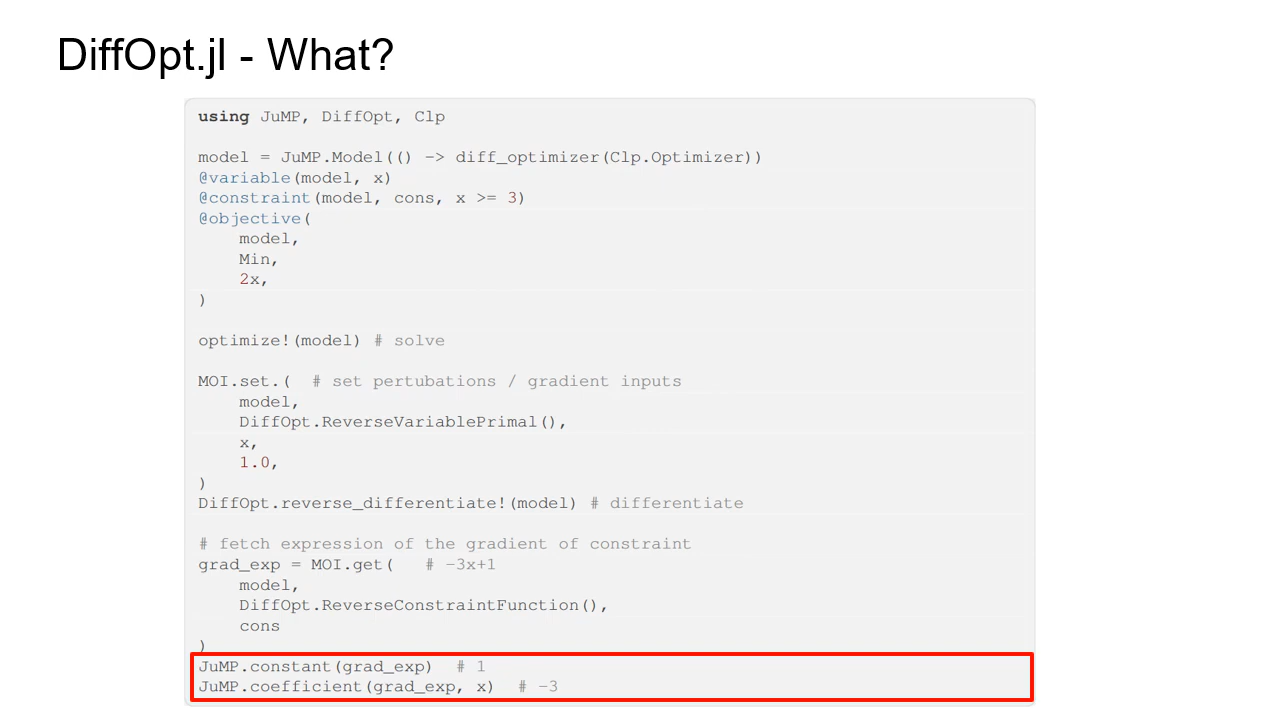 DiffOpt.jl - What?
using JuMP, DiffOpt, Clp
model = JuMP.Model(() -> diff_optimizer(Clp.Optimizer))
@variable(model, x)
@constraint(model, cons, x >= 3)
@objective(
model,
Min,
2x,
)
optimize!(model) # solve
MOI.set.( # set pertubations / gradient inputs
model,
DiffOpt.ReverseVariablePrimal(),
x,
1.0,
)
DiffOpt.reverse_differentiate!(model) # differentiate
# fetch expression of the gradient of constraint
grad_exp = MOI.get( # -3x+1
model,
DiffOpt.ReverseConstraintFunction(),
cons
)
JuMP.constant(grad_exp) # 1
JuMP.coefficient(grad_exp, x) # -3